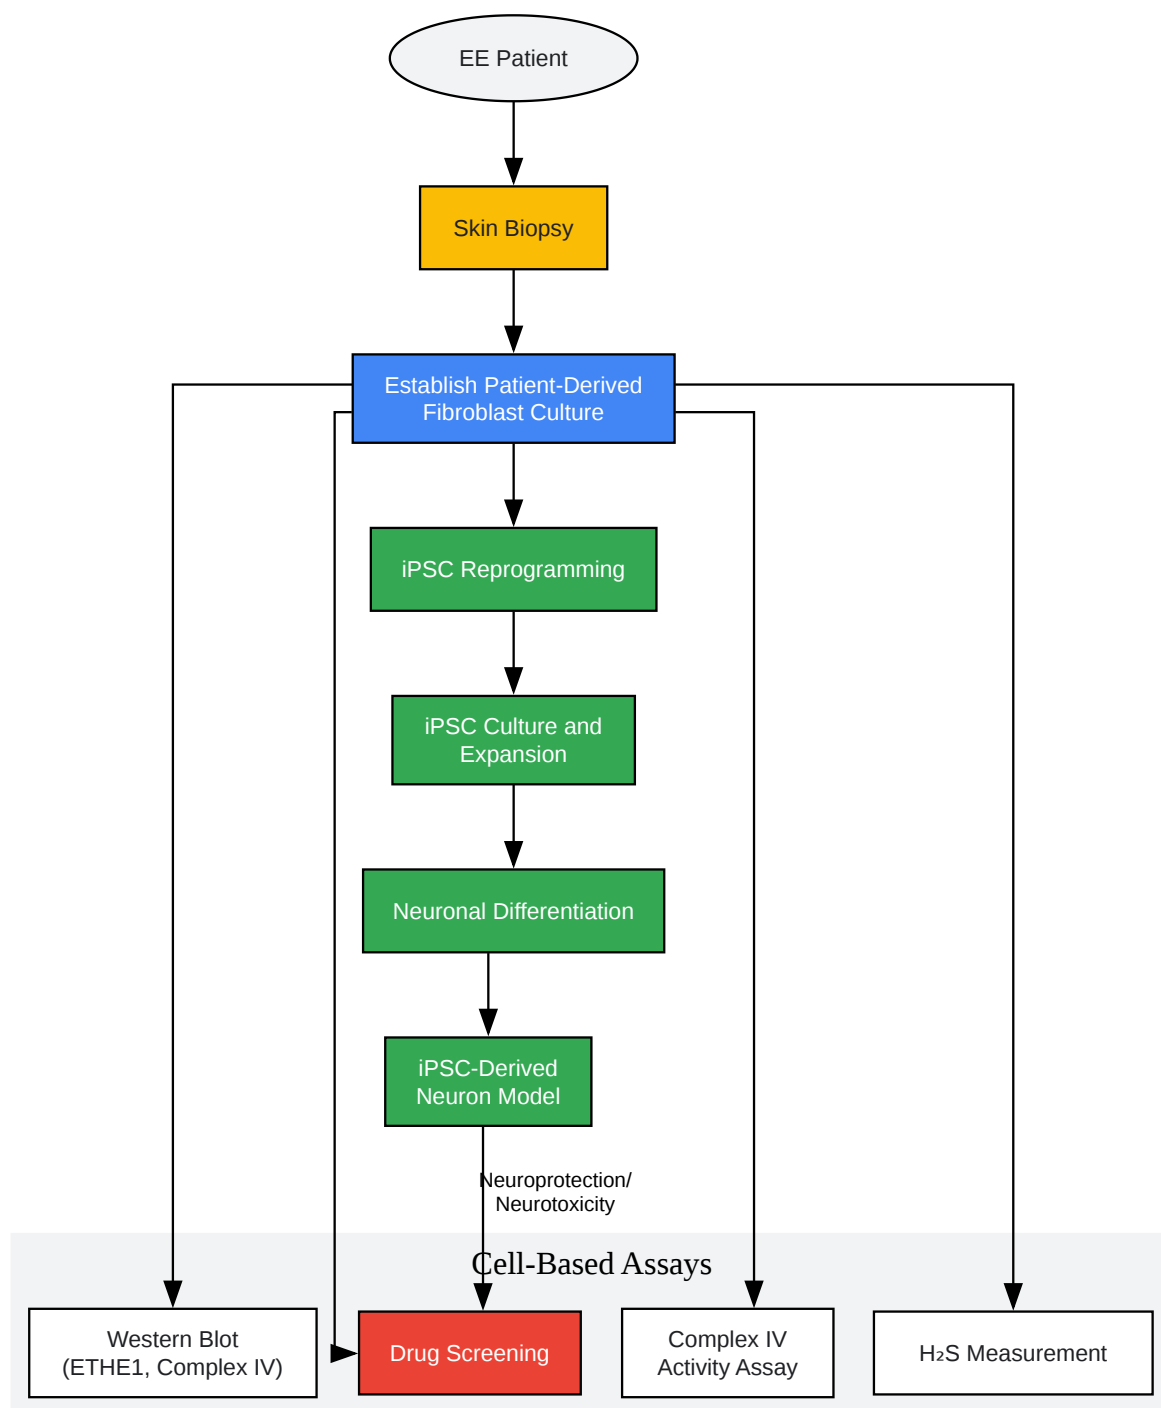 EE Patient
Skin Biopsy
Establish Patient-Derived
Fibroblast Culture
iPSC Reprogramming
iPSC Culture and
Expansion
Neuronal Differentiation
iPSC-Derived
Neuron Model
Neuroprotection/
Neurotoxicity
Cell-Based Assays
Western Blot
(ETHE1, Complex IV)
Drug Screening
Complex IV
Activity Assay
H₂S Measurement